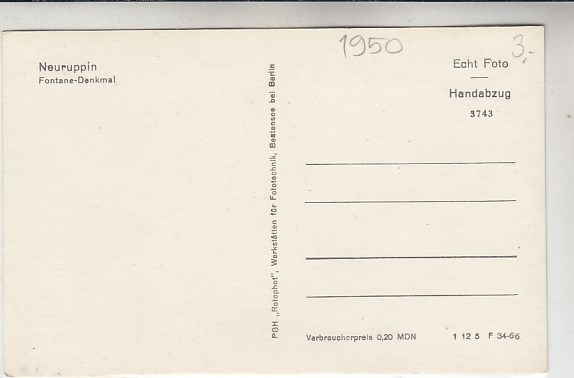 Neuruppin
Fontane-Denkmal
PGH „Rotophot", Werkstätten für Fototechnik, Bestensee bei Berlin
1950
3,-
Echt Foto
Handabzug
3743
Verbraucherpreis 0,20 MDN
1 12 5 F 34-66